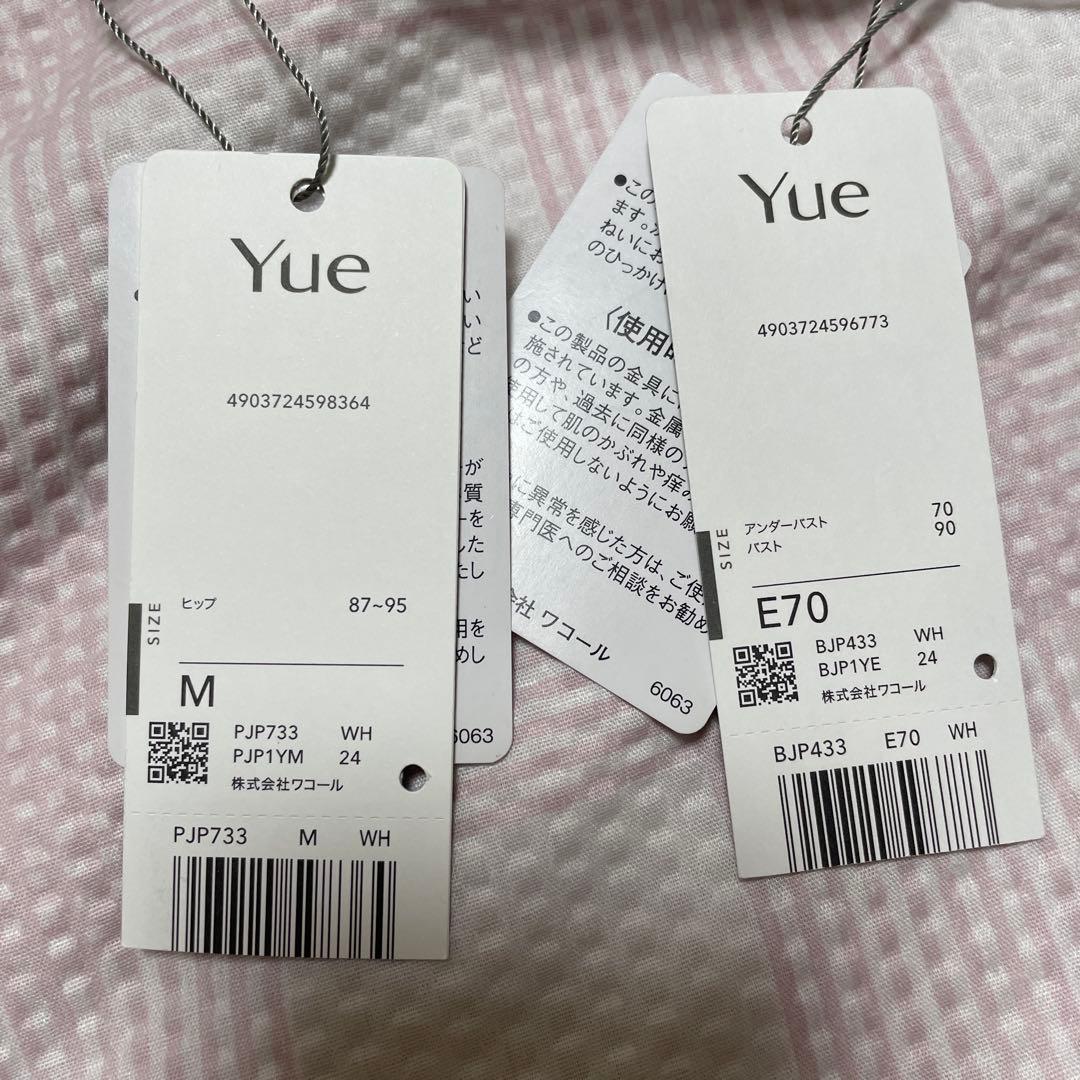 Yue
4903724598364
SIZE
ヒップ 87~95
M
PJP733 WH
PJP1YM 24
株式会社ワコール
PJP733 M WH
い
いど
が
質
を
した
たし
用を
めし
6063
●この
ます。
ねいにお
のひっかけ
〈使用
●この製品の金具に
施されています。金属
の方や、過去に同様の
使用して肌のかぶれや痒み
はご使用しないようにお願
に異常を感じた方は、ご使
専門医へのご相談をお勧め
会社 ワコール
6063
Yue
4903724596773
SIZE
アンダーバスト 70
バスト 90
E70
BJP433 WH
BJP1YE 24
株式会社ワコール
BJP433 E70 WH